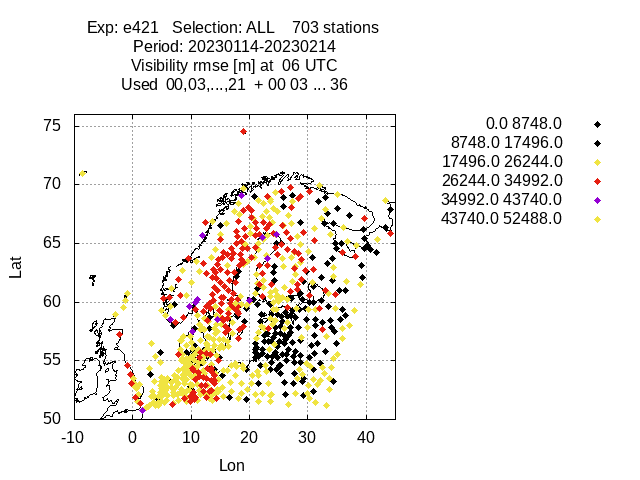 Exp: e421 Selection: ALL 703 stations
Period: 20230114-20230214
Visibility rmse [m] at 06 UTC
Used 00,03,...,21 + 00 03 ... 36
75
70
65
60
55
50
-10 0 10 20 30 40
Lat
Lon
0.0 8748.0
8748.0 17496.0
17496.0 26244.0
26244.0 34992.0
34992.0 43740.0
43740.0 52488.0